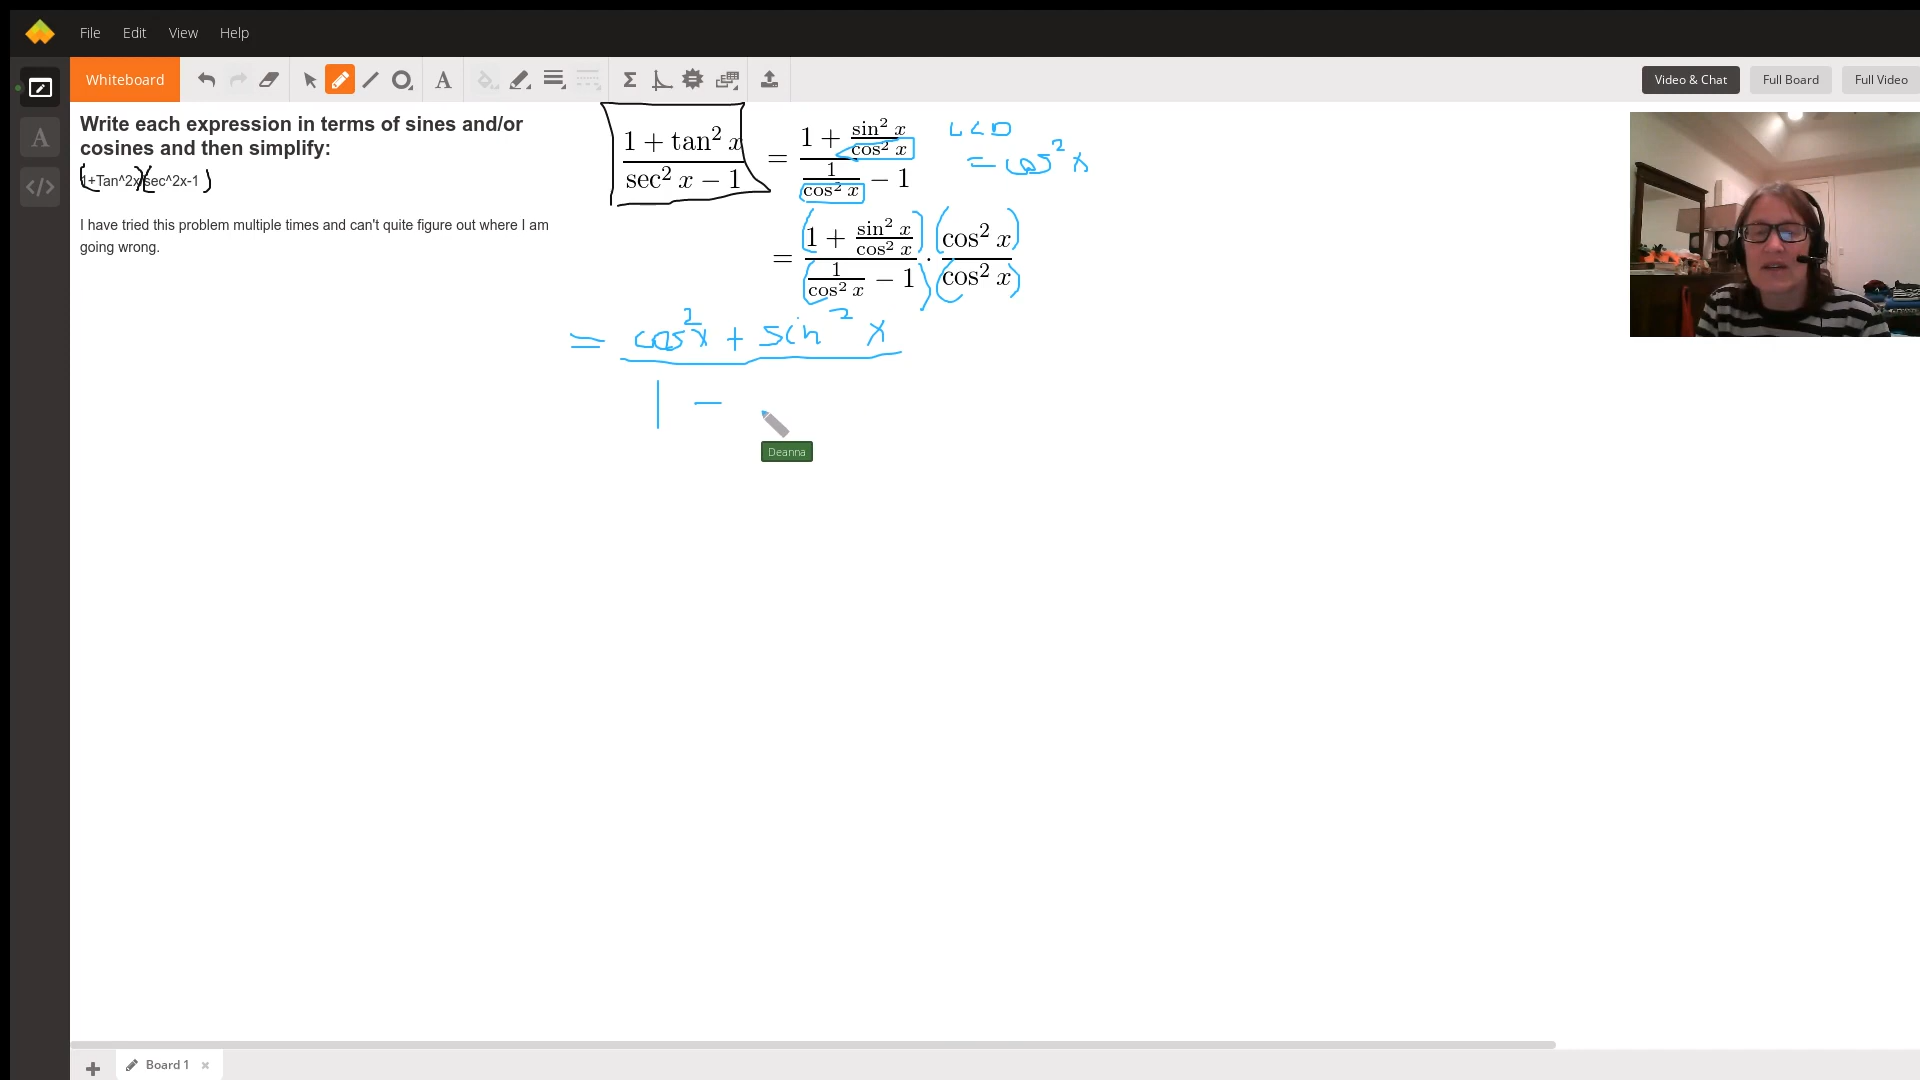 File Edit View Help
Whiteboard
Video & Chat Full Board Full Video
Write each expression in terms of sines and/or
cosines and then simplify:
(1+Tan^2x)(sec^2x-1)
I have tried this problem multiple times and can't quite figure out where I am
going wrong.
1 + tan² x / sec² x − 1 = 1 + sin² x / cos² x / 1 / cos² x − 1
LCD
= cos² x
= (1 + sin² x / cos² x) / (1 / cos² x − 1) · (cos² x) / (cos² x)
= cos² x + sin² x
1 −
Deanna
Board 1